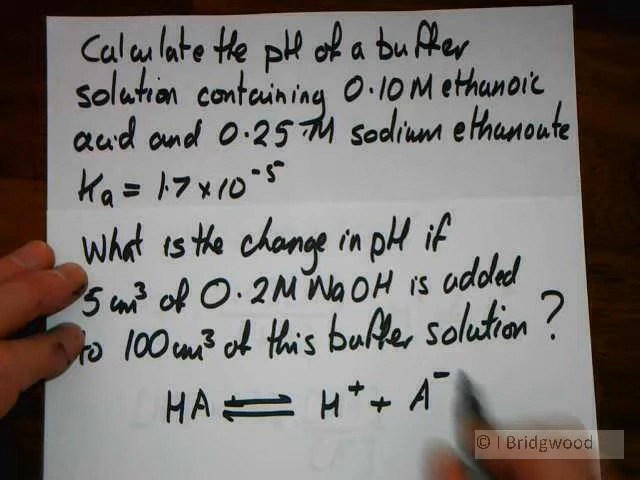 Calculate the pH of a buffer
solution containing 0.10M ethanoic
acid and 0.25M sodium ethanoate
Ka = 1.7 x 10⁻⁵
What is the change in pH if
5 cm³ of 0.2M NaOH is added
to 100cm³ of this buffer solution?
HA ⇌ H⁺ + A⁻
© I Bridgwood